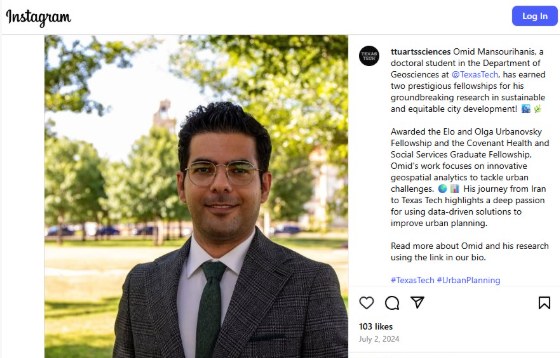 Instagram
Log In
TEXAS TECH
ttuartssciences Omid Mansourihanis, a
doctoral student in the Department of
Geosciences at @TexasTech, has earned
two prestigious fellowships for his
groundbreaking research in sustainable
and equitable city development! 🌊 🌿
Awarded the Elo and Olga Urbanovsky
Fellowship and the Covenant Health and
Social Services Graduate Fellowship,
Omid's work focuses on innovative
geospatial analytics to tackle urban
challenges. 🌍 📊 His journey from Iran
to Texas Tech highlights a deep passion
for using data-driven solutions to
improve urban planning.
Read more about Omid and his research
using the link in our bio.
#TexasTech #UrbanPlanning
103 likes
July 2, 2024